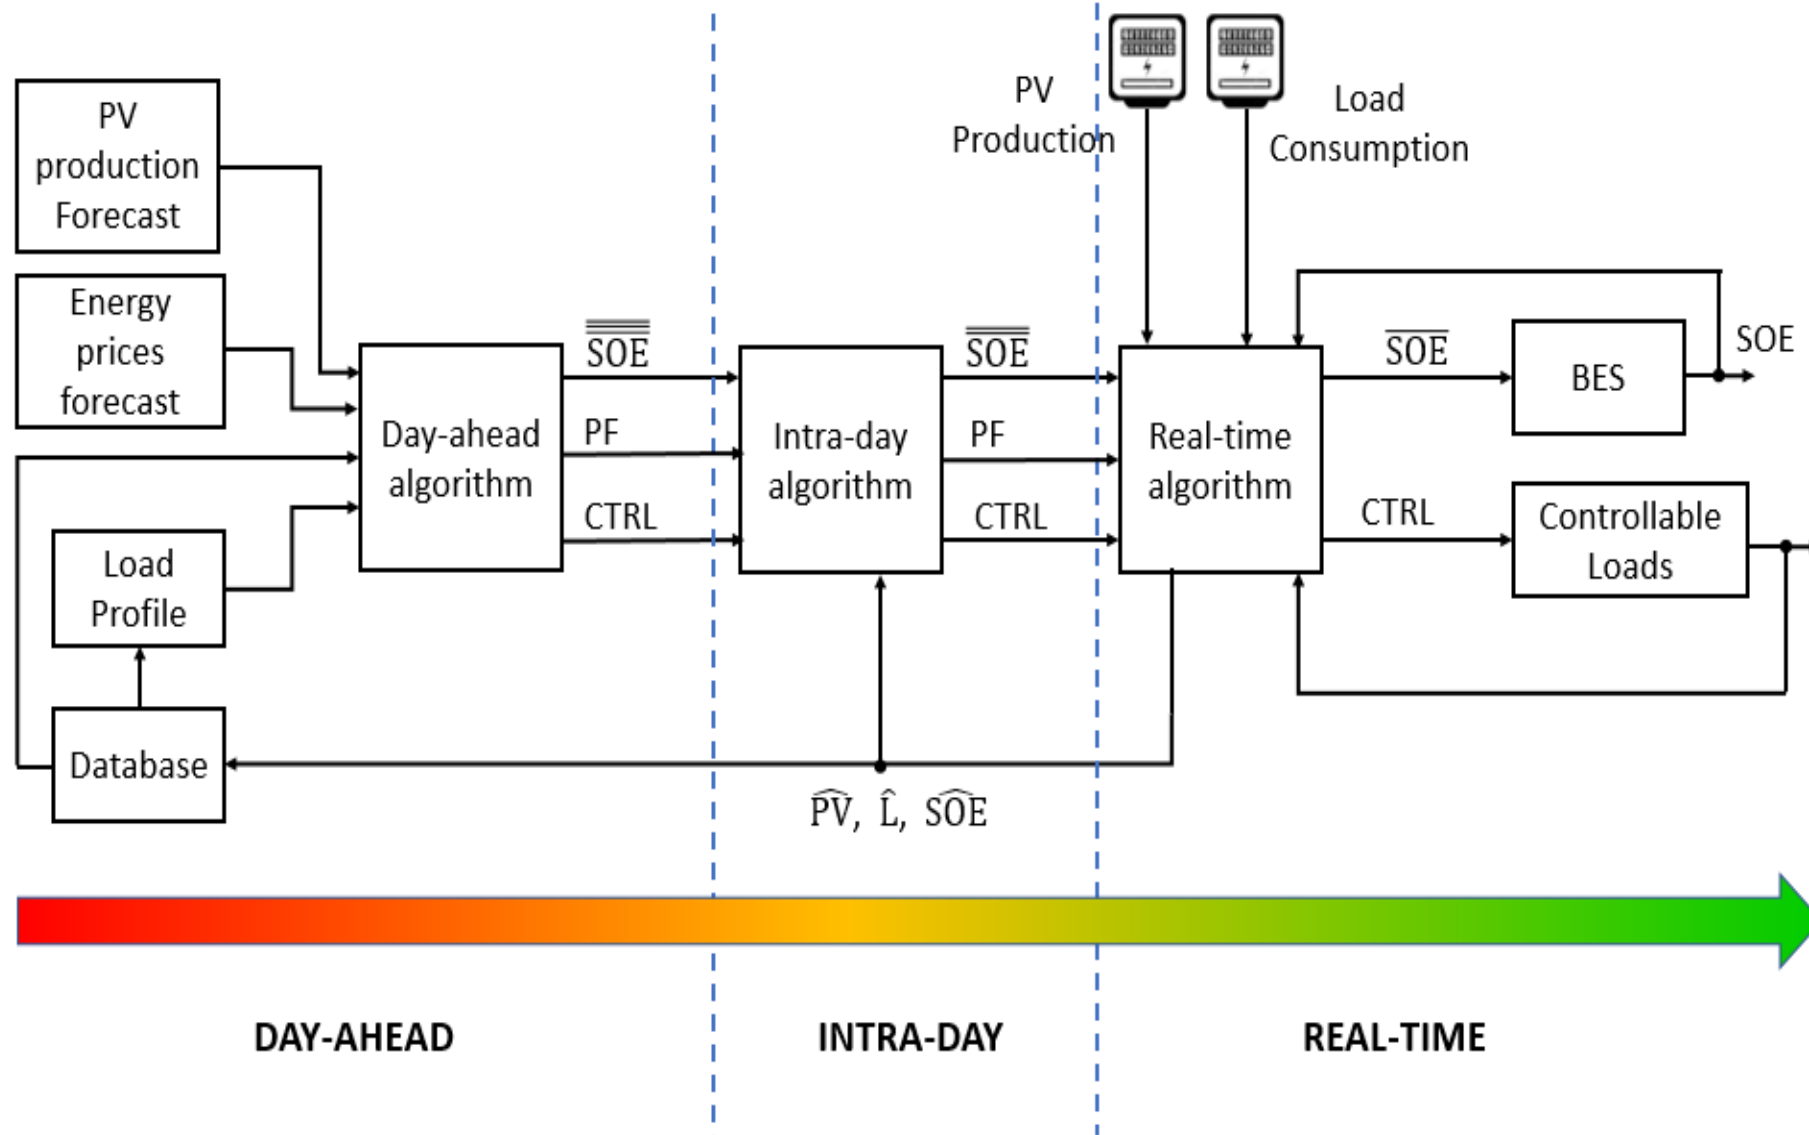 PV
production
Forecast
Energy
prices
forecast
Load
Profile
Database
Day-ahead
algorithm
SOE
PF
CTRL
Intra-day
algorithm
SOE
PF
CTRL
PV
Production
Load
Consumption
Real-time
algorithm
SOE
CTRL
BES
SOE
Controllable
Loads
P̂V̂, L̂, ŜÔÊ
DAY-AHEAD
INTRA-DAY
REAL-TIME